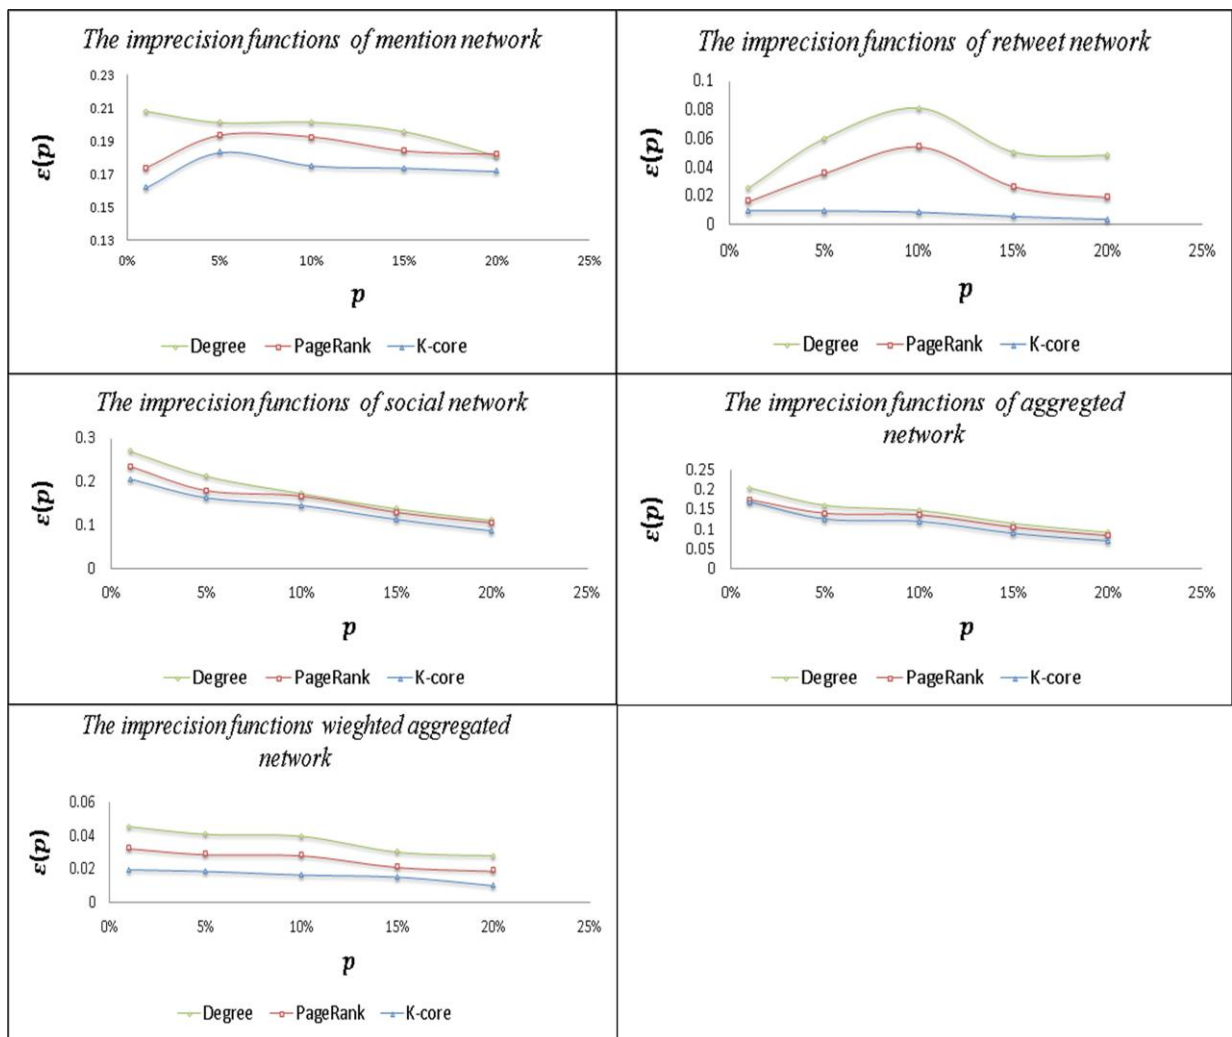 The imprecision functions of mention network
0.23
0.21
0.19
0.17
0.15
0.13
ε(p)
0% 5% 10% 15% 20% 25%
p
Degree PageRank K-core
The imprecision functions of retweet network
0.1
0.08
0.06
0.04
0.02
0
ε(p)
0% 5% 10% 15% 20% 25%
p
Degree PageRank K-core
The imprecision functions of social network
0.3
0.2
0.1
0
ε(p)
0% 5% 10% 15% 20% 25%
p
Degree PageRank K-core
The imprecision functions of aggregted
network
0.25
0.2
0.15
0.1
0.05
0
ε(p)
0% 5% 10% 15% 20% 25%
p
Degree PageRank K-core
The imprecision functions wieghted aggregated
network
0.06
0.04
0.02
0
ε(p)
0% 5% 10% 15% 20% 25%
p
Degree PageRank K-core